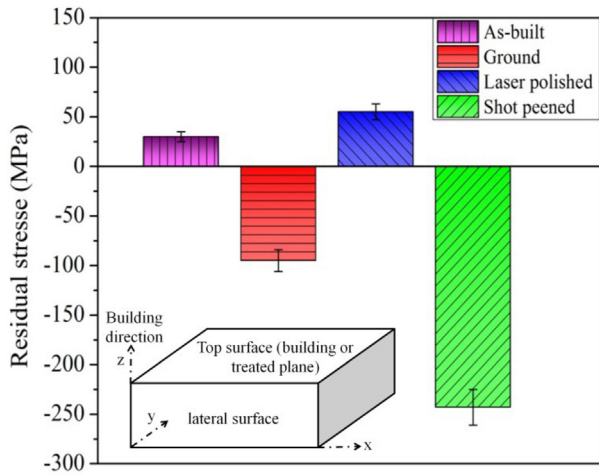 150
100
50
0
-50
-100
-150
-200
-250
-300
Residual stresse (MPa)
As-built
Ground
Laser polished
Shot peened
Building
direction
z
Top surface (building or
treated plane)
y
lateral surface
x